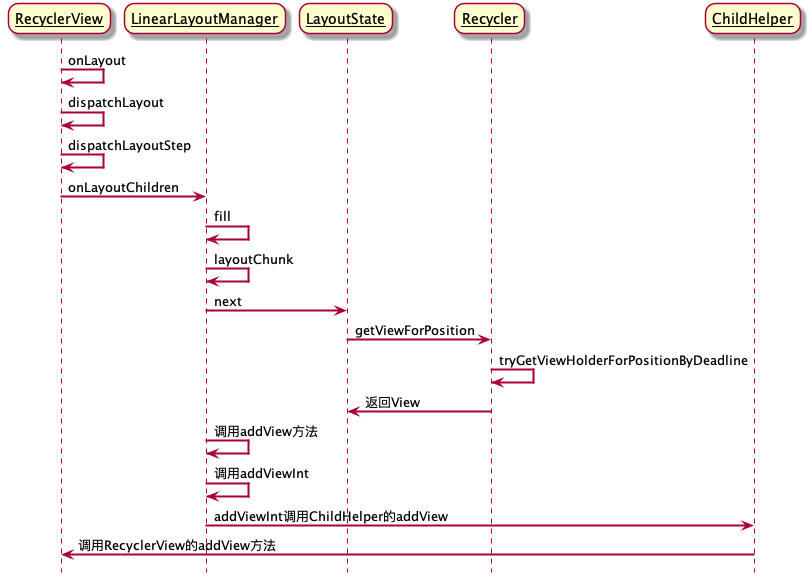 RecyclerView
LinearLayoutManager
LayoutState
Recycler
ChildHelper
onLayout
dispatchLayout
dispatchLayoutStep
onLayoutChildren
fill
layoutChunk
next
getViewForPosition
tryGetViewHolderForPositionByDeadline
返回View
调用addView方法
调用addViewInt
addViewInt调用ChildHelper的addView
调用RecyclerView的addView方法